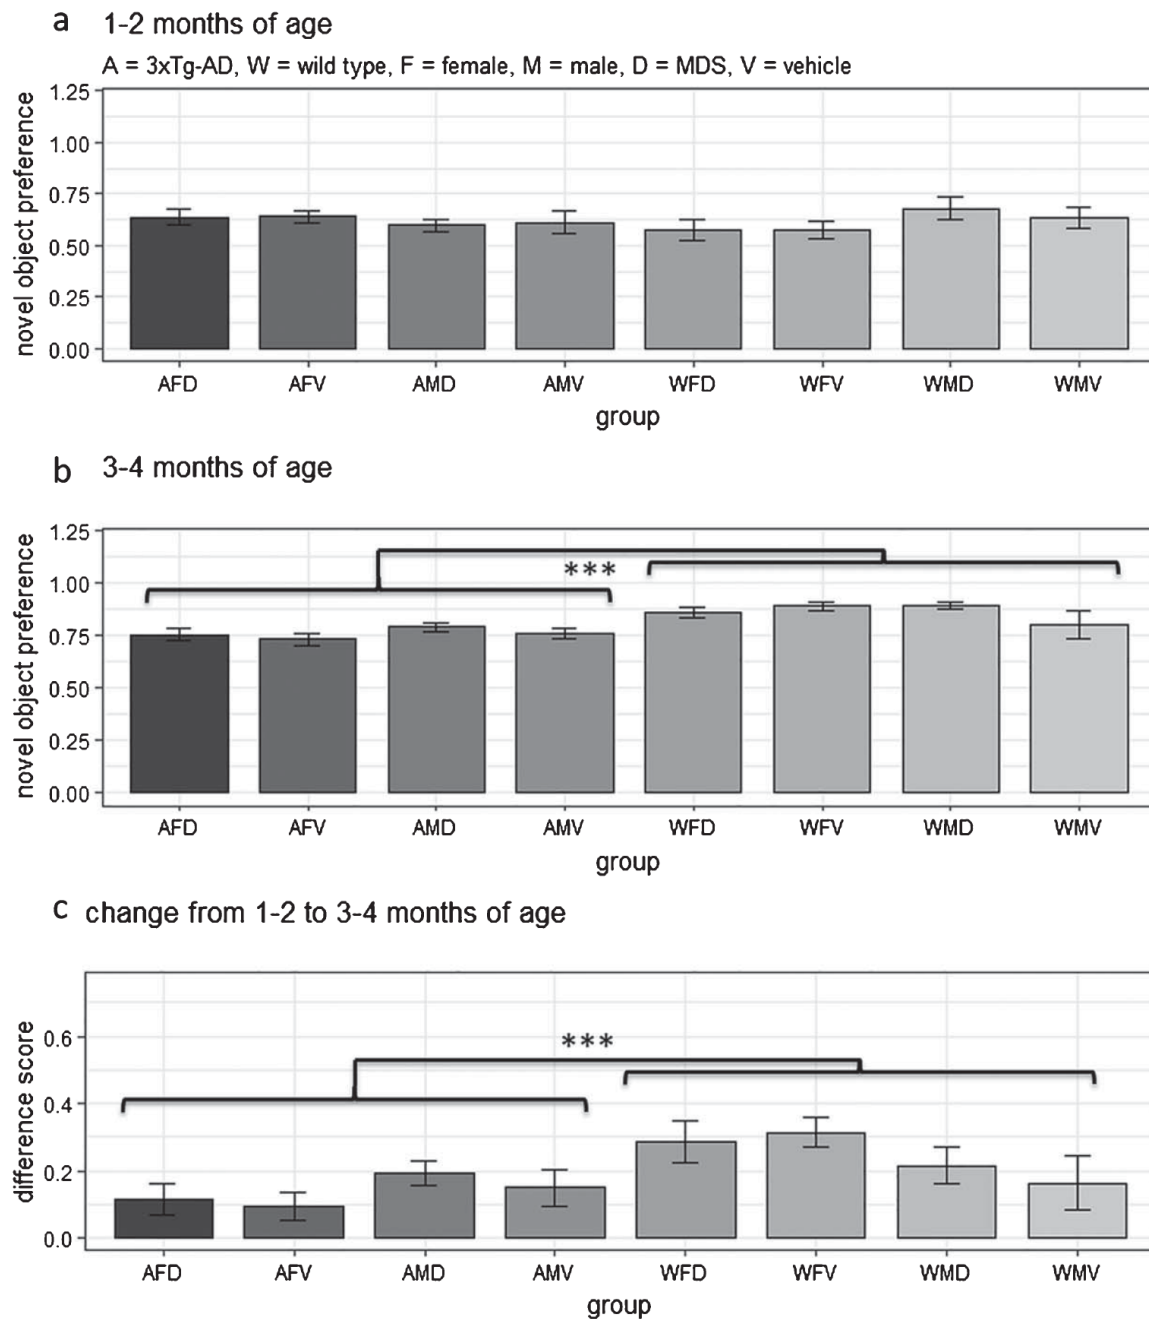 a 1-2 months of age
A = 3xTg-AD, W = wild type, F = female, M = male, D = MDS, V = vehicle
novel object preference
1.25
1.00
0.75
0.50
0.25
0.00
AFD AFV AMD AMV WFD WFV WMD WMV
group
b 3-4 months of age
novel object preference
1.25
1.00
0.75
0.50
0.25
0.00
***
AFD AFV AMD AMV WFD WFV WMD WMV
group
c change from 1-2 to 3-4 months of age
difference score
0.6
0.4
0.2
0.0
***
AFD AFV AMD AMV WFD WFV WMD WMV
group